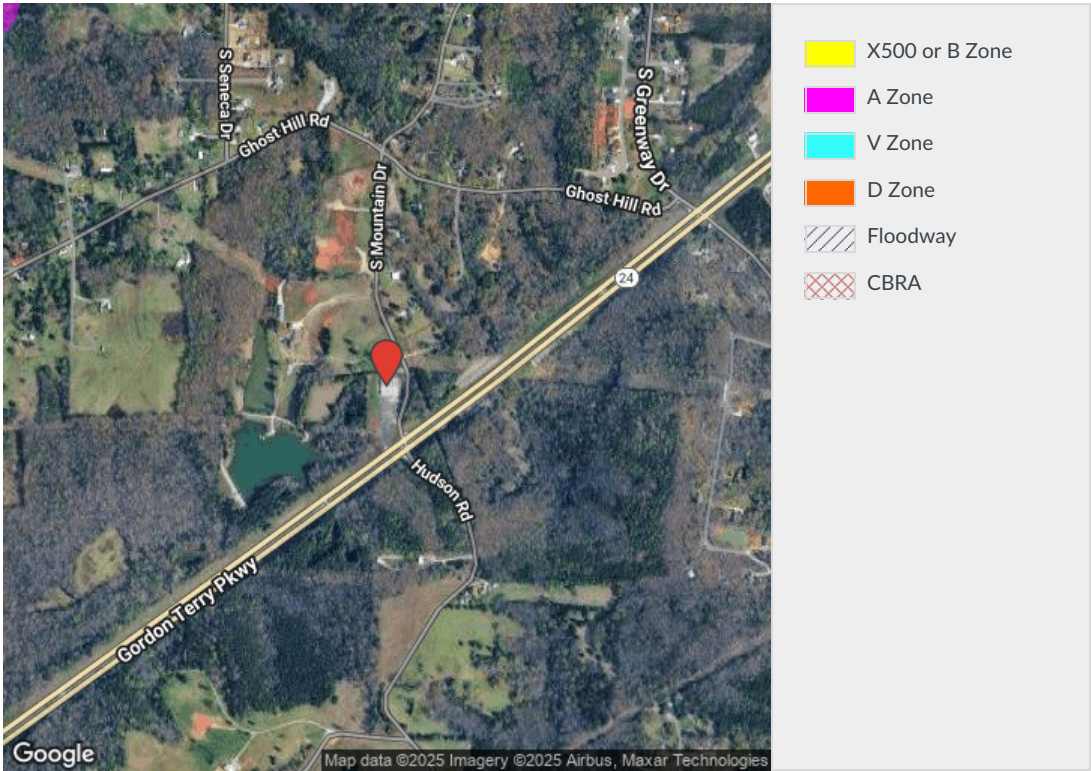 S Seneca Dr
Ghost Hill Rd
S Mountain Dr
S Greenway Dr
Ghost Hill Rd
24
Hudson Rd
Gordon Terry Pkwy
Google
Map data ©2025 Imagery ©2025 Airbus, Maxar Technologies
X500 or B Zone
A Zone
V Zone
D Zone
Floodway
CBRA